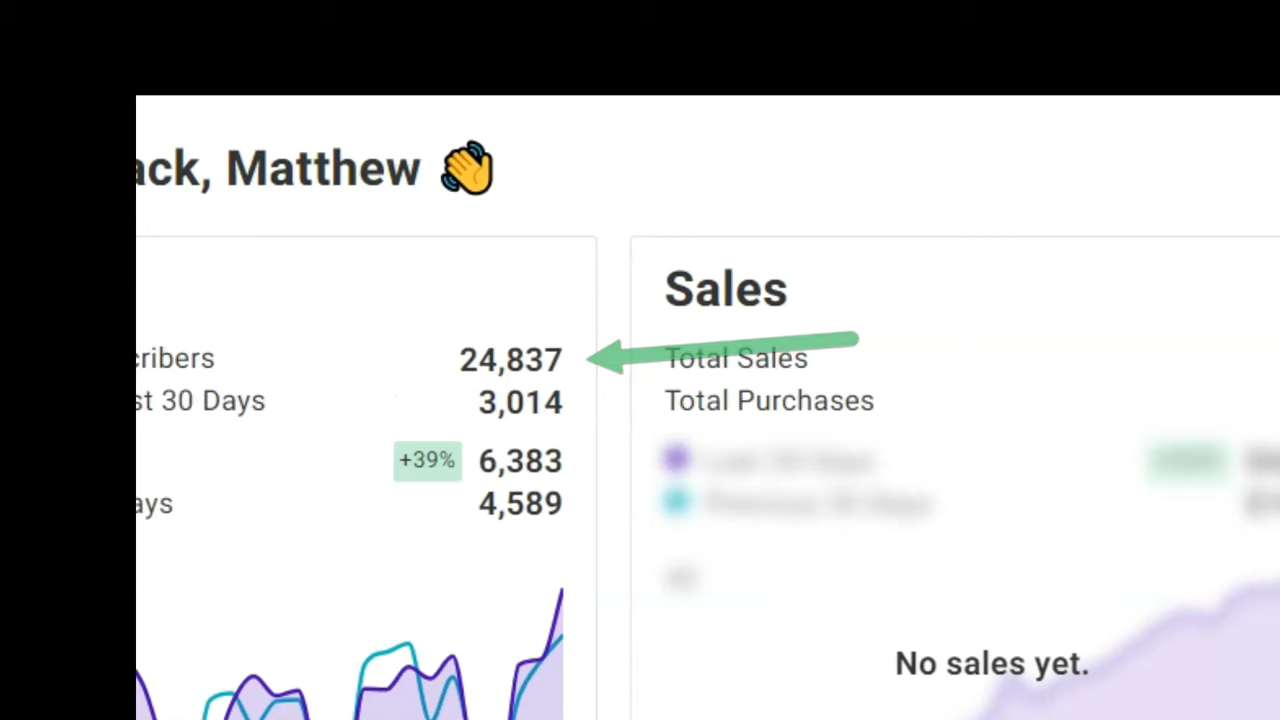 ack, Matthew 👋
cribers 24,837
st 30 Days 3,014
+39% 6,383
ays 4,589
Sales
Total Sales
Total Purchases
No sales yet.